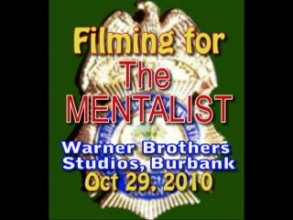 Filming for
The
MENTALIST
Warner Brothers
Studios, Burbank
Oct 29, 2010